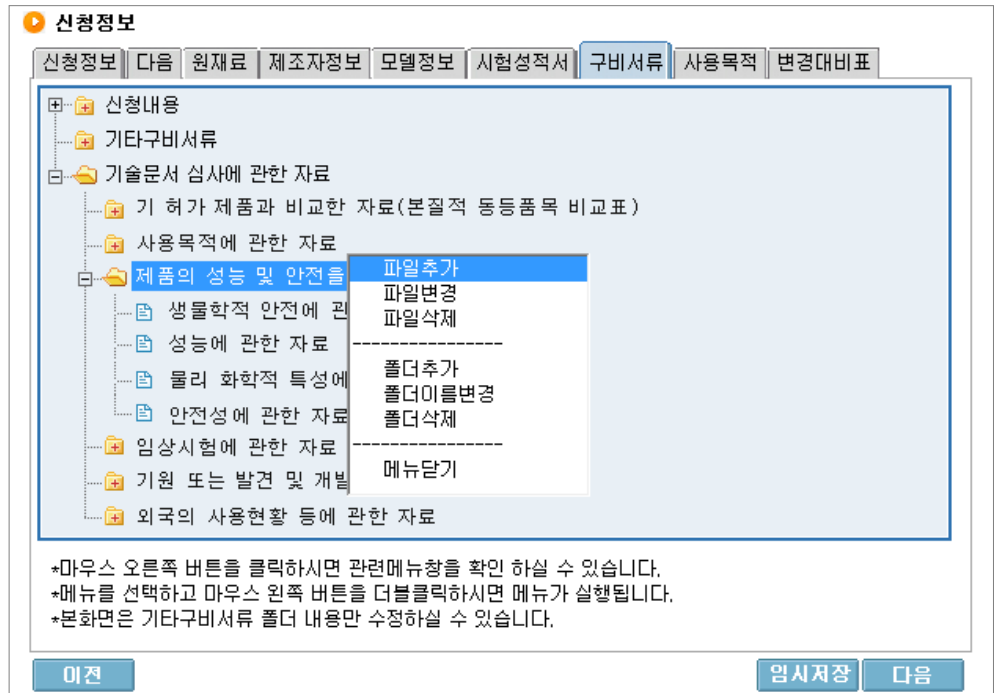 신청정보
신청정보 다음 원재료 제조자정보 모델정보 시험성적서 구비서류 사용목적 변경대비표
신청내용
기타구비서류
기술문서 심사에 관한 자료
기 허가 제품과 비교한 자료(본질적 동등품목 비교표)
사용목적에 관한 자료
제품의 성능 및 안전을
생물학적 안전에 관
성능에 관한 자료
물리 화학적 특성에
안전성에 관한 자료
임상시험에 관한 자료
기원 또는 발견 및 개발
외국의 사용현황 등에 관한 자료
파일추가
파일변경
파일삭제
----------------
폴더추가
폴더이름변경
폴더삭제
----------------
메뉴닫기
*마우스 오른쪽 버튼을 클릭하시면 관련메뉴창을 확인 하실 수 있습니다.
*메뉴를 선택하고 마우스 왼쪽 버튼을 더블클릭하시면 메뉴가 실행됩니다.
*본화면은 기타구비서류 폴더 내용만 수정하실 수 있습니다.
이전 임시저장 다음